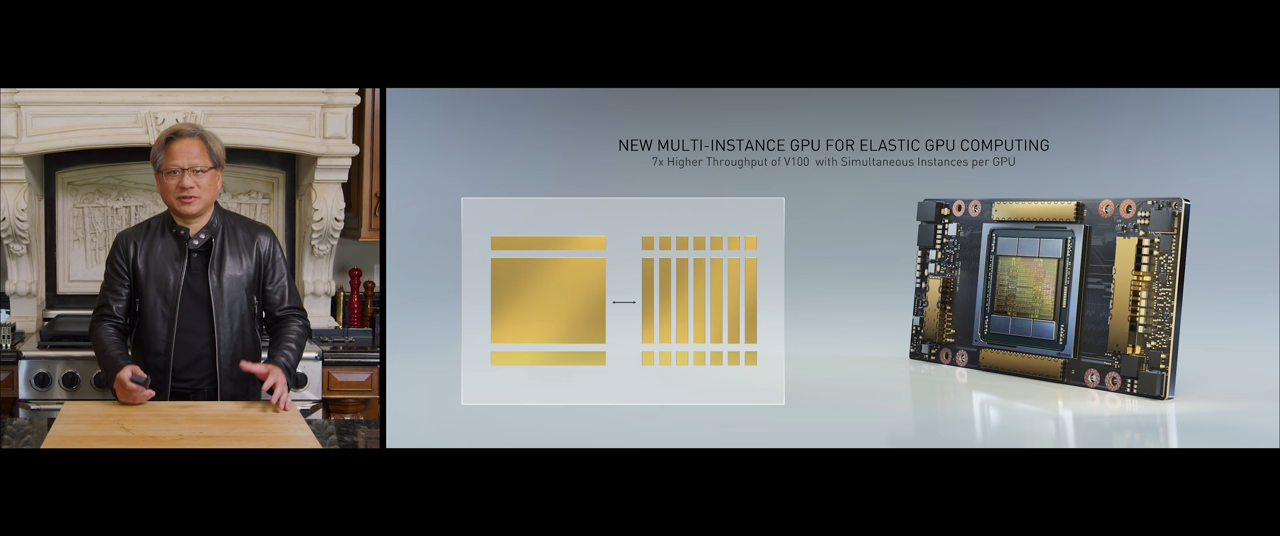 NEW MULTI-INSTANCE GPU FOR ELASTIC GPU COMPUTING
7x Higher Throughput of V100 with Simultaneous Instances per GPU